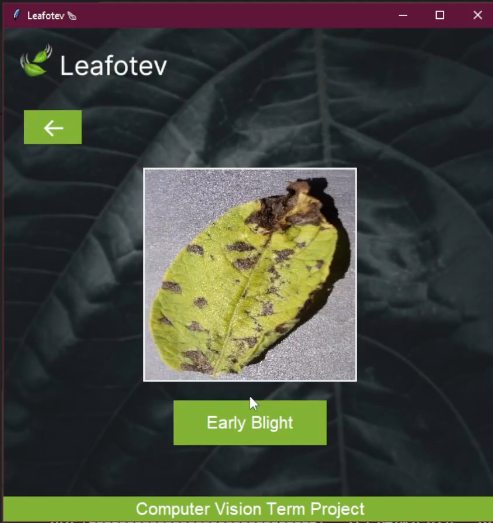 Leafotev
Leafotev
Early Blight
Computer Vision Term Project